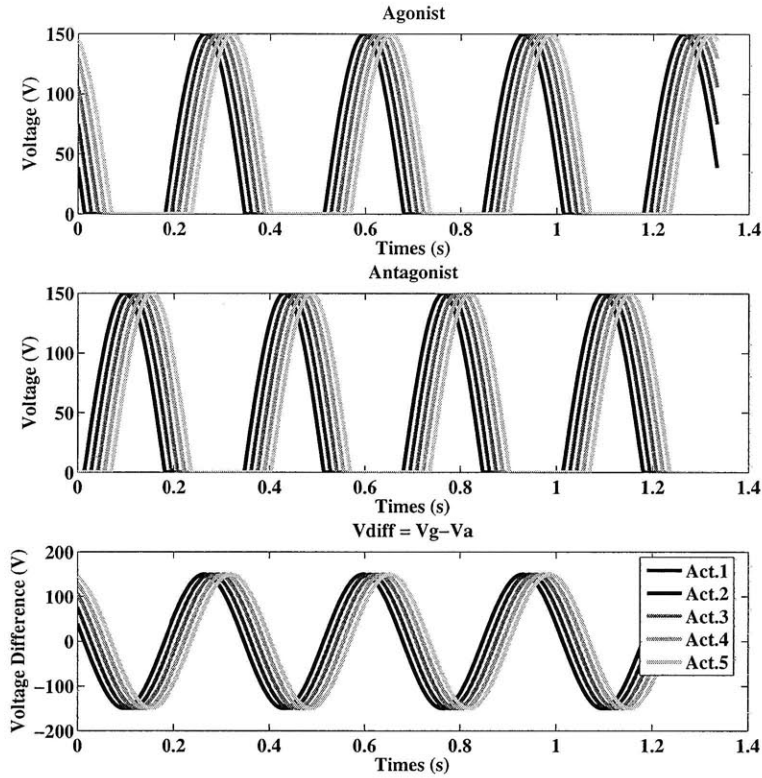 Agonist
150
100
50
0
Voltage (V)
0 0.2 0.4 0.6 0.8 1 1.2 1.4
Times (s)
Antagonist
150
100
50
0
Voltage (V)
0 0.2 0.4 0.6 0.8 1 1.2 1.4
Times (s)
Vdiff = Vg−Va
200
100
0
−100
−200
Voltage Difference (V)
Act.1
Act.2
Act.3
Act.4
Act.5
0 0.2 0.4 0.6 0.8 1 1.2 1.4
Times (s)